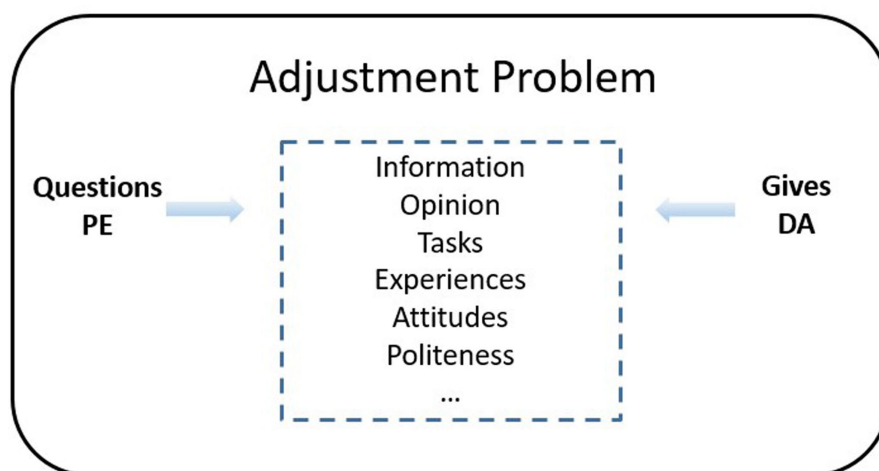 Adjustment Problem
Questions
PE
Information
Opinion
Tasks
Experiences
Attitudes
Politeness
...
Gives
DA